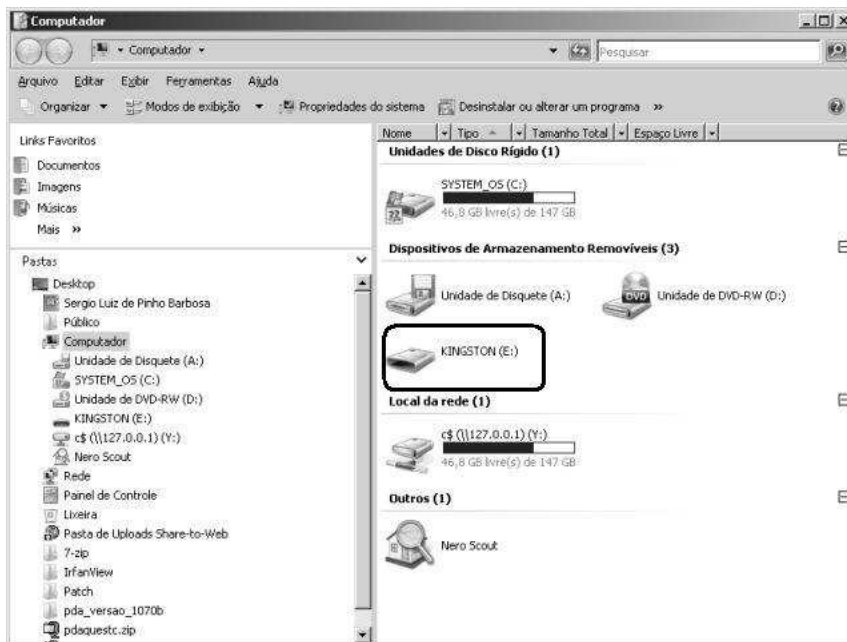 Computador
Computador
Pesquisar
Arquivo Editar Exibir Ferramentas Ajuda
Organizar Modos de exibição Propriedades do sistema Desinstalar ou alterar um programa »
Links Favoritos
Documentos
Imagens
Músicas
Mais »
Pastas
Desktop
Sergio Luiz de Pinho Barbosa
Público
Computador
Unidade de Disquete (A:)
SYSTEM_OS (C:)
Unidade de DVD-RW (D:)
KINGSTON (E:)
c$ (\\127.0.0.1) (Y:)
Nero Scout
Rede
Painel de Controle
Lixeira
Pasta de Uploads Share-to-Web
7-zip
IrfanView
Patch
pda_versao_1070b
pdaquestc.zip
Nome Tipo Tamanho Total Espaço Livre
Unidades de Disco Rígido (1)
SYSTEM_OS (C:)
46,8 GB livre(s) de 147 GB
Dispositivos de Armazenamento Removíveis (3)
Unidade de Disquete (A:)
DVD
Unidade de DVD-RW (D:)
KINGSTON (E:)
Local da rede (1)
c$ (\\127.0.0.1) (Y:)
46,8 GB livre(s) de 147 GB
Outros (1)
Nero Scout